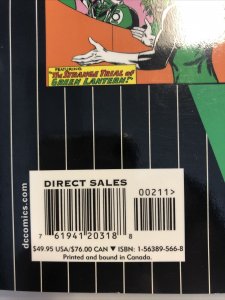 FEATURING
"The STRANGE TRIAL of
GREEN LANTERN!"
dccomics.com
DIRECT SALES
00211>
7 61941 20318 8
$49.95 USA/$76.00 CAN ▼ ISBN: 1-56389-566-8
Printed and bound in Canada.